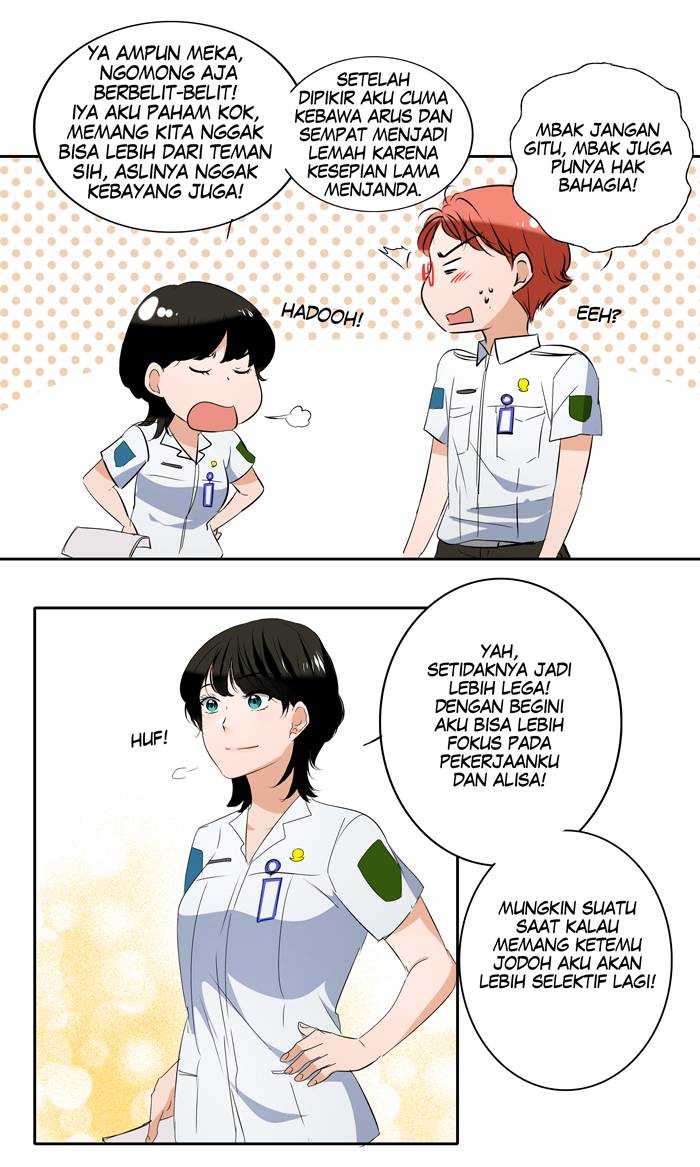 YA AMPUN MEKA,
NGOMONG AJA
BERBELIT-BELIT!
IYA AKU PAHAM KOK,
MEMANG KITA NGGAK
BISA LEBIH DARI TEMAN
SIH, ASLINYA NGGAK
KEBAYANG JUGA!
SETELAH
DIPIKIR AKU CUMA
KEBAWA ARUS DAN
SEMPAT MENJADI
LEMAH KARENA
KESEPIAN LAMA
MENJANDA.
MBAK JANGAN
GITU, MBAK JUGA
PUNYA HAK
BAHAGIA!
HADOOH!
EEH?
YAH,
SETIDAKNYA JADI
LEBIH LEGA!
DENGAN BEGINI
AKU BISA LEBIH
FOKUS PADA
PEKERJAANKU
DAN ALISA!
HUF!
MUNGKIN SUATU
SAAT KALAU
MEMANG KETEMU
JODOH AKU AKAN
LEBIH SELEKTIF LAGI!